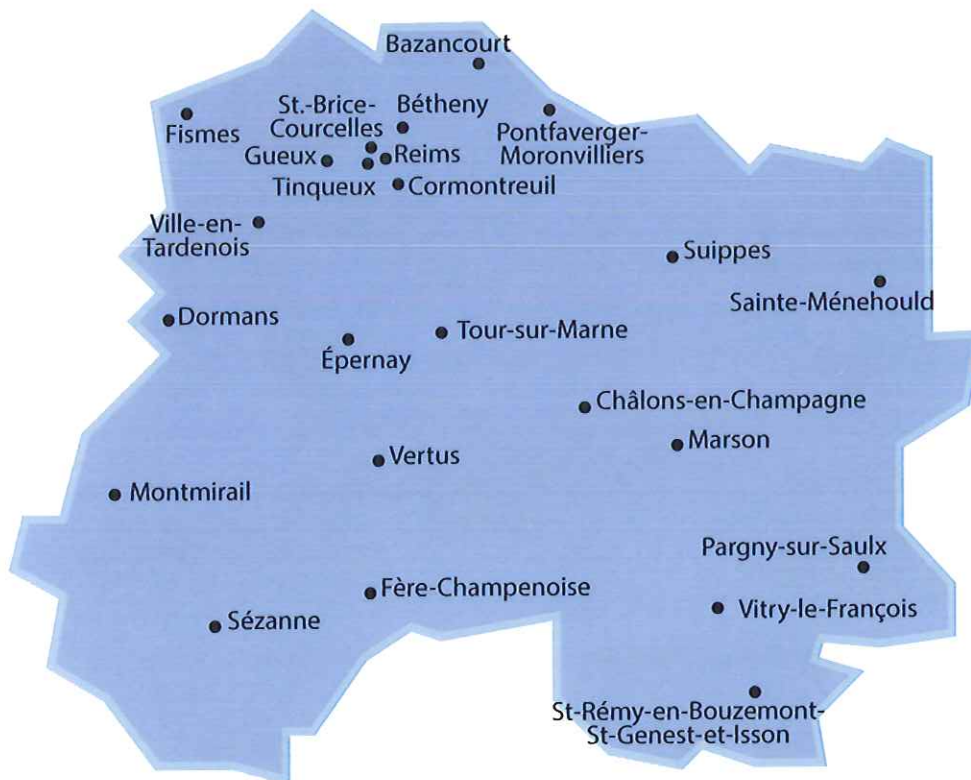 Bazancourt
St.-Brice-
Courcelles
Bétheny
Fismes
Pontfaverger-
Moronvilliers
Gueux
Reims
Tinqueux
Cormontreuil
Ville-en-
Tardenois
Suippes
Sainte-Ménehould
Dormans
Tour-sur-Marne
Épernay
Châlons-en-Champagne
Marson
Vertus
Montmirail
Pargny-sur-Saulx
Fère-Champenoise
Vitry-le-François
Sézanne
St-Rémy-en-Bouzemont-
St-Genest-et-Isson